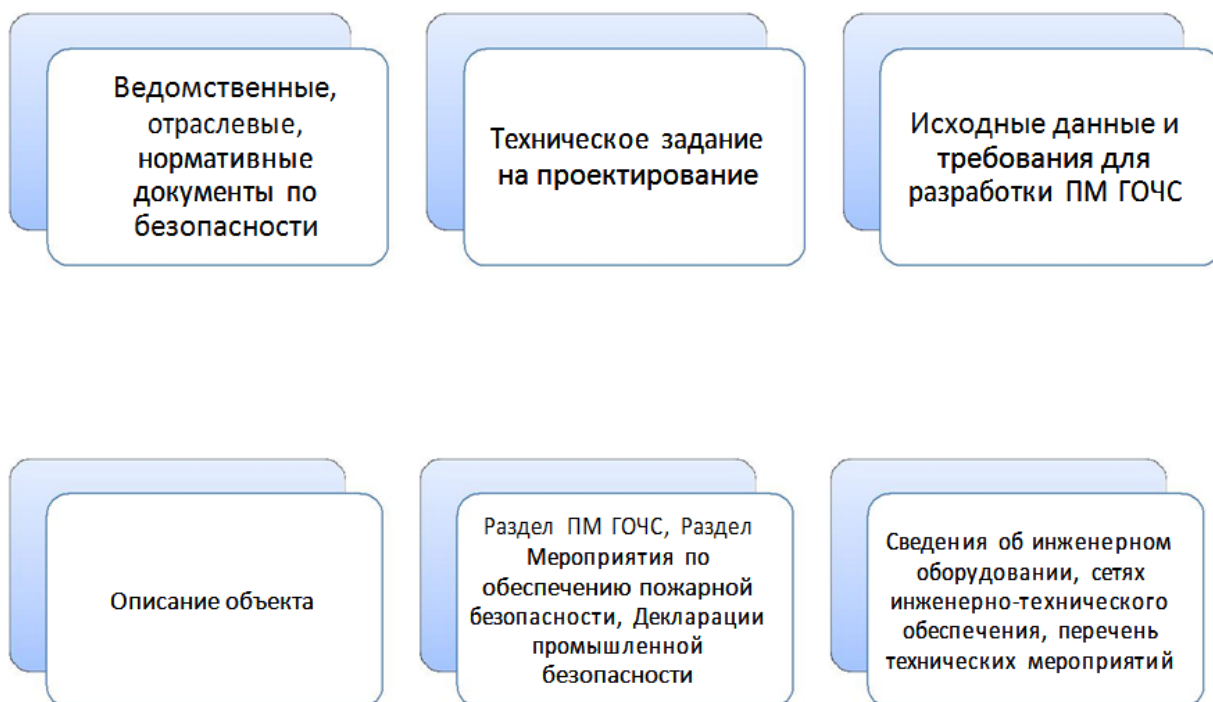 Ведомственные,
отраслевые,
нормативные
документы по
безопасности
Техническое задание
на проектирование
Исходные данные и
требования для
разработки ПМ ГОЧС
Описание объекта
Раздел ПМ ГОЧС, Раздел
Мероприятия по
обеспечению пожарной
безопасности, Декларации
промышленной
безопасности
Сведения об инженерном
оборудовании, сетях
инженерно-технического
обеспечения, перечень
технических мероприятий